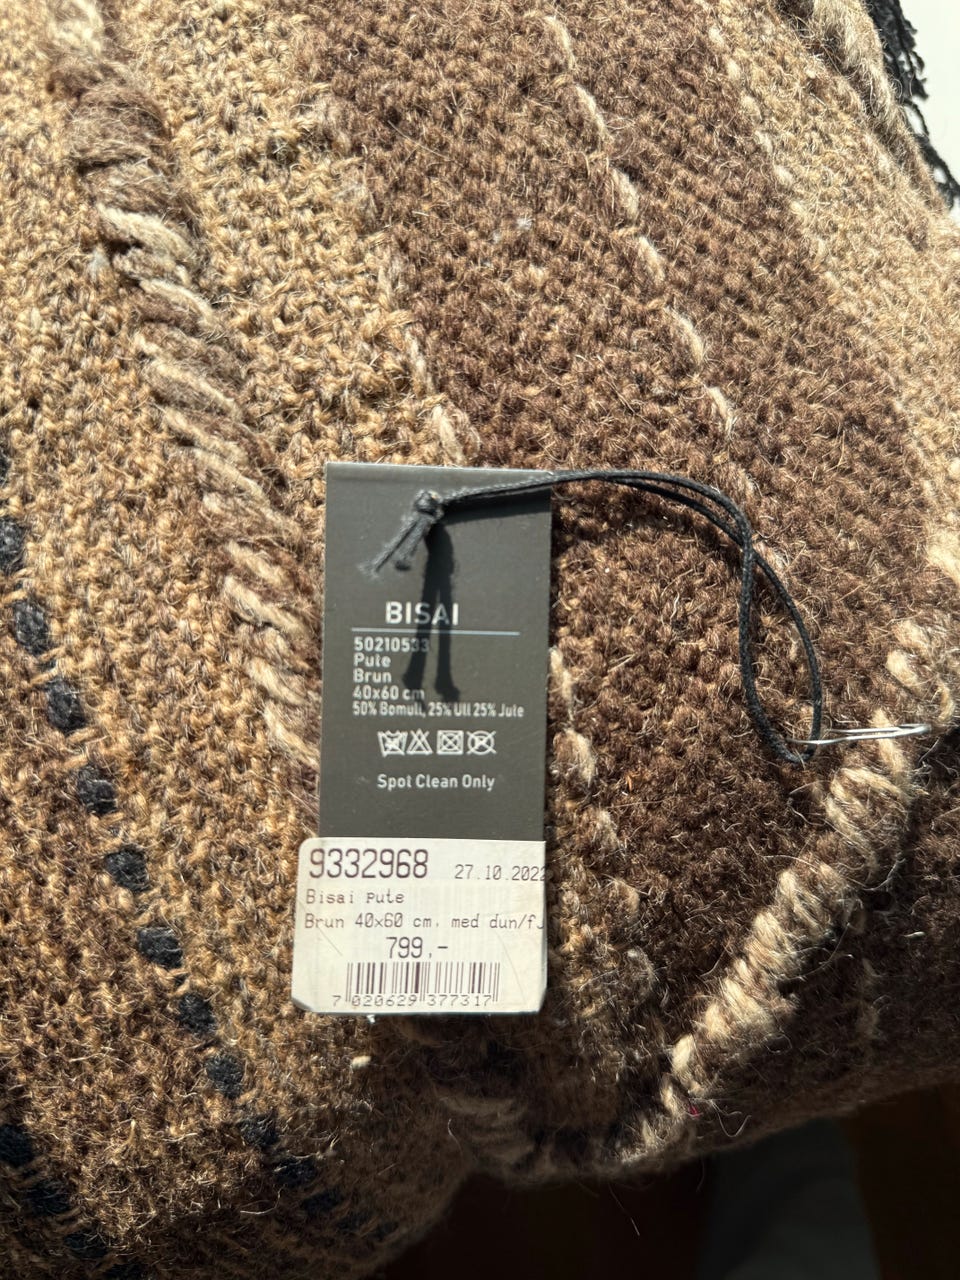 BISAI
50210533
Pute
Brun
40x60 cm
50% Bomull, 25% Ull 25% Jute
Spot Clean Only
9332968 27.10.2022
Bisai Pute
Brun 40x60 cm. med dun/fj
799,-
7 020629 377317